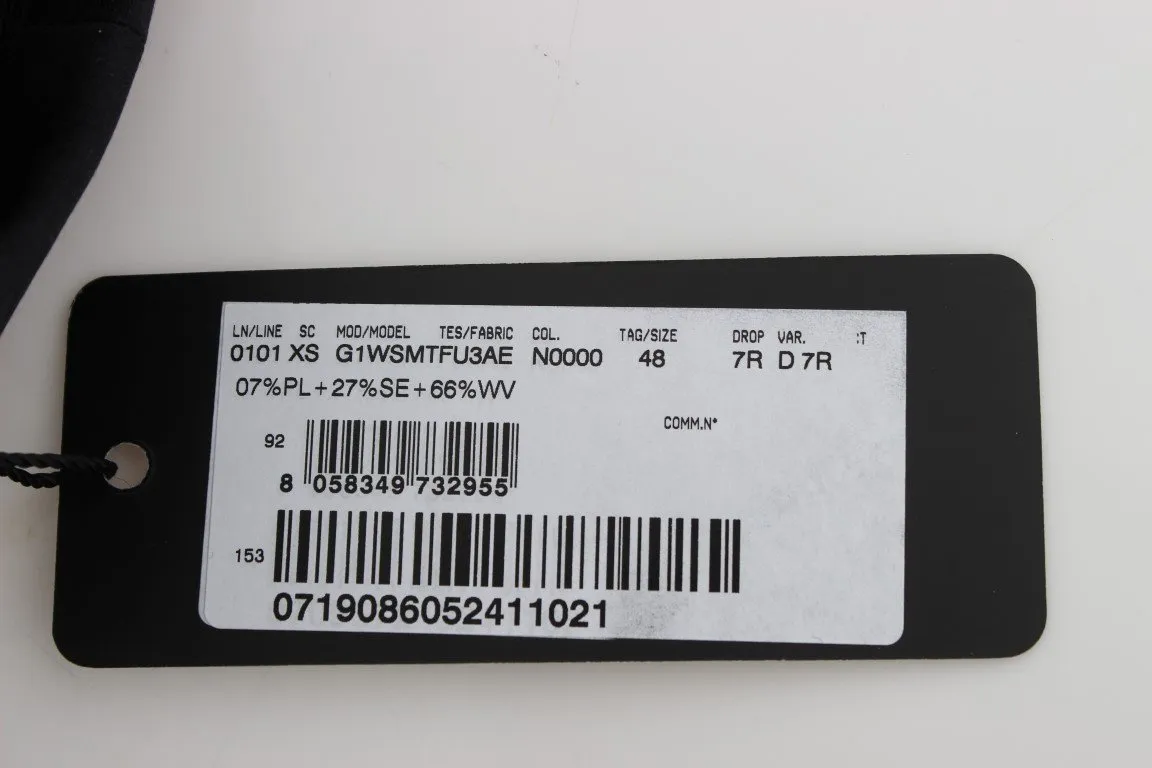 LN/LINE SC MOD/MODEL TES/FABRIC COL. TAG/SIZE DROP VAR. :T
0101 XS G1WSMTFU3AE N0000 48 7R D 7R
07%PL+27%SE+66%WV
COMM.N*
92
8 058349 732955
153
0719086052411021